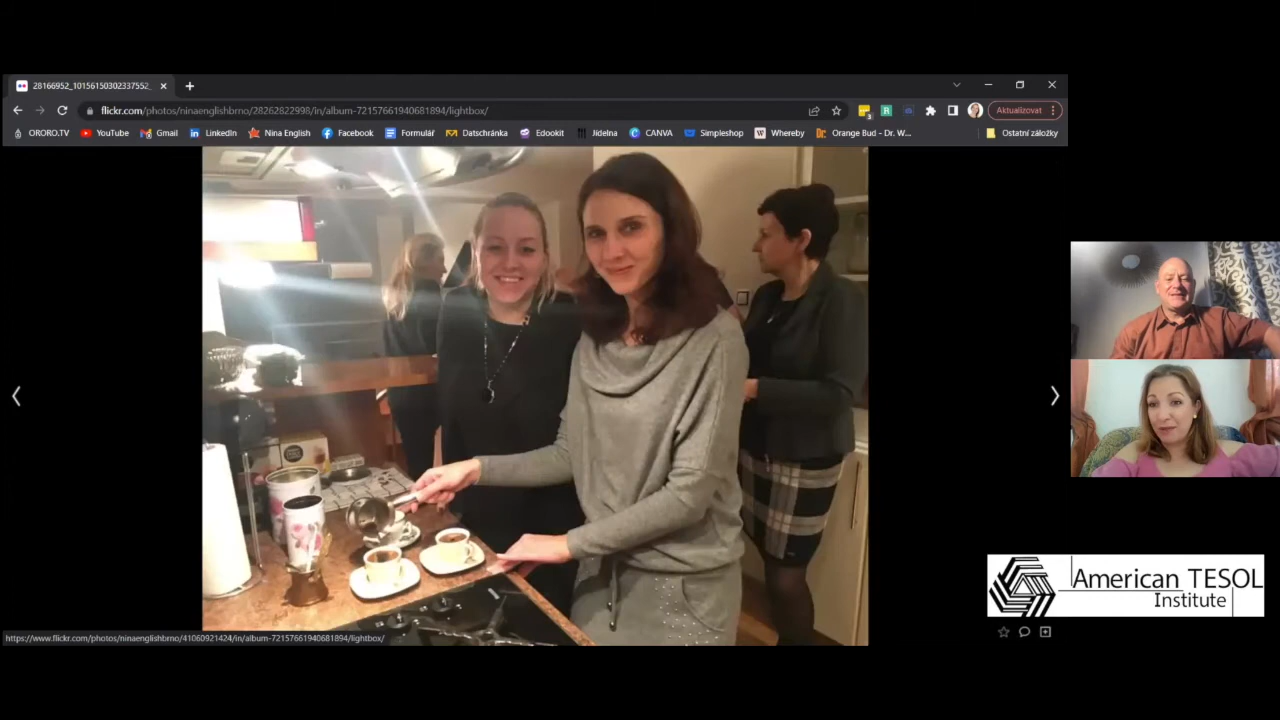 28166952_10156150302337552_
flickr.com/photos/ninaenglishbrno/28262822998/in/album-72157661940681894/lightbox/
Aktualizovat
ORORO.TV YouTube Gmail LinkedIn Nina English Facebook Formulář Datschránka Edookit Jídelna CANVA Simpleshop Whereby Orange Bud - Dr. W... Ostatní záložky
American TESOL
Institute
https://www.flickr.com/photos/ninaenglishbrno/41060921424/in/album-72157661940681894/lightbox/